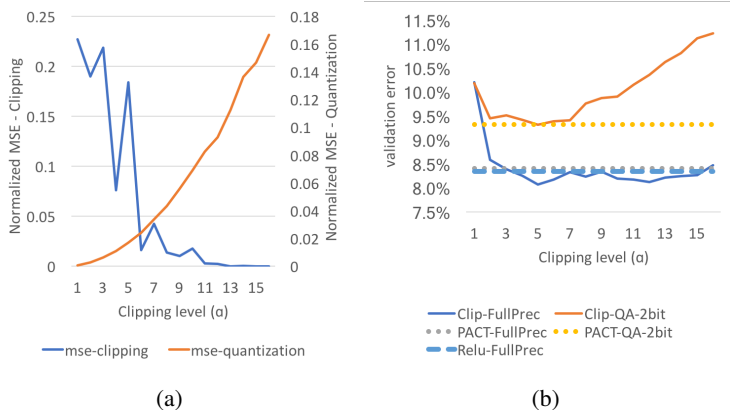 0.25
0.2
0.15
0.1
0.05
0
Normalized MSE - Clipping
0.18
0.16
0.14
0.12
0.1
0.08
0.06
0.04
0.02
0
Normalized MSE - Quantization
1 3 5 7 9 11 13 15
Clipping level (α)
mse-clipping mse-quantization
(a)
11.5%
11.0%
10.5%
10.0%
9.5%
9.0%
8.5%
8.0%
7.5%
validation error
1 3 5 7 9 11 13 15
Clipping level (α)
Clip-FullPrec Clip-QA-2bit
PACT-FullPrec PACT-QA-2bit
Relu-FullPrec
(b)